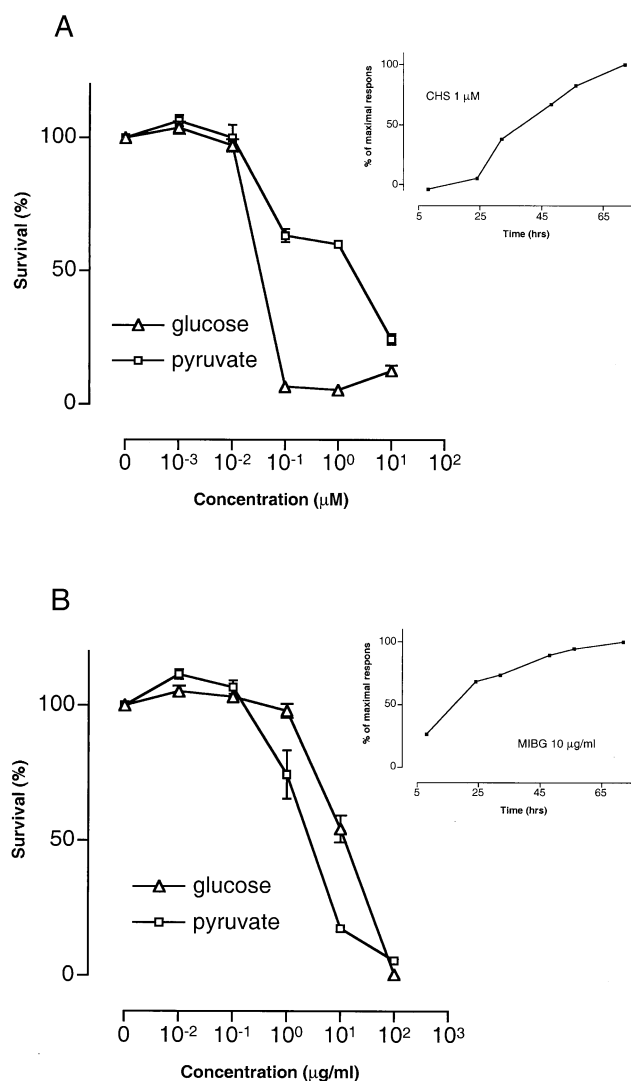 A
100
50
0
Survival (%)
glucose
pyruvate
0 10⁻³ 10⁻² 10⁻¹ 10⁰ 10¹ 10²
Concentration (μM)
100
50
0
% of maximal respons
CHS 1 μM
5 25 45 65
Time (hrs)
B
100
50
0
Survival (%)
glucose
pyruvate
0 10⁻² 10⁻¹ 10⁰ 10¹ 10² 10³
Concentration (μg/ml)
100
50
0
% of maximal respons
MIBG 10 μg/ml
5 25 45 65
Time (hrs)